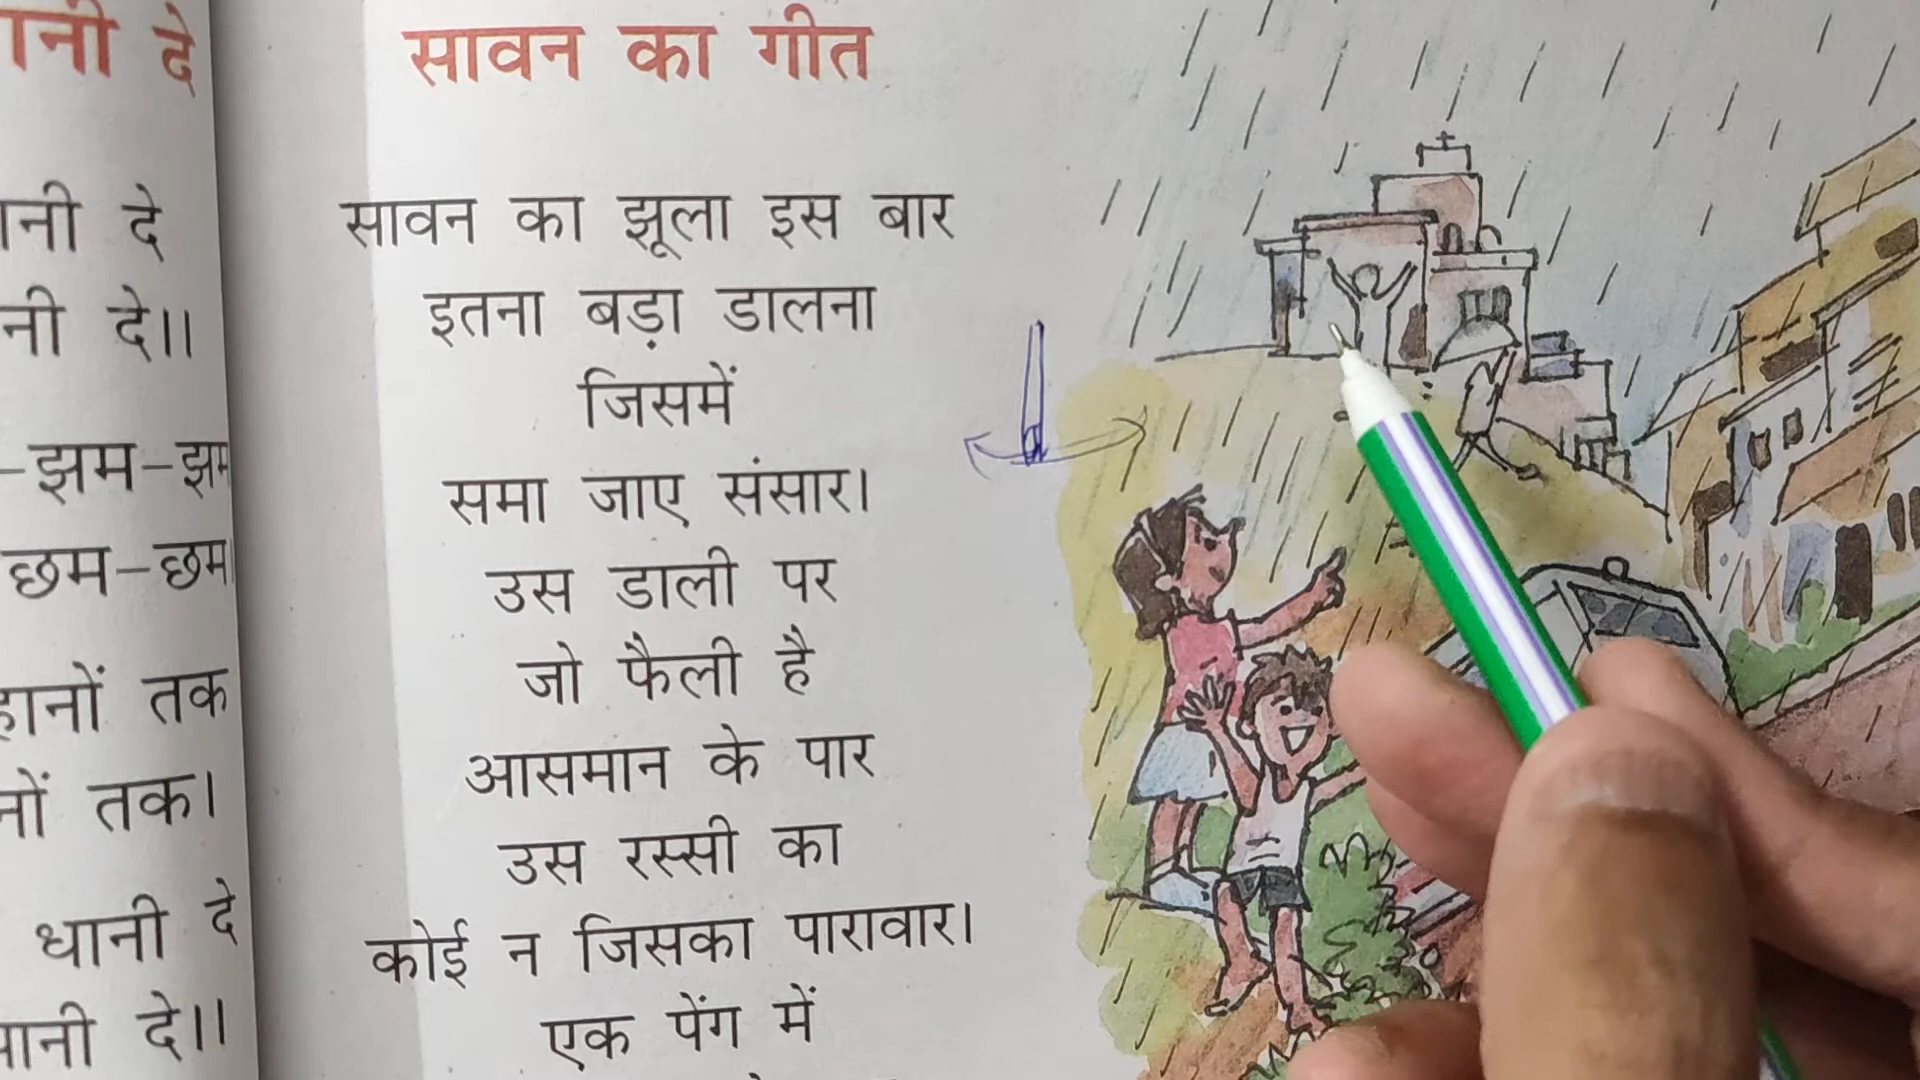 दे
नी दे।।
झम-झम
छम-छम
तक
तक।
धानी दे
दे।।
सावन का गीत
सावन का झूला इस बार
इतना बड़ा डालना
जिसमें
समा जाए संसार।
उस डाली पर
जो फैली है
आसमान के पार
उस रस्सी का
कोई न जिसका पारावार।
एक पेंग में